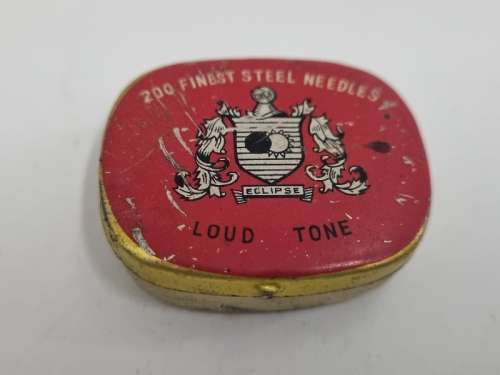 200 FINEST STEEL NEEDLES
ECLIPSE
LOUD TONE